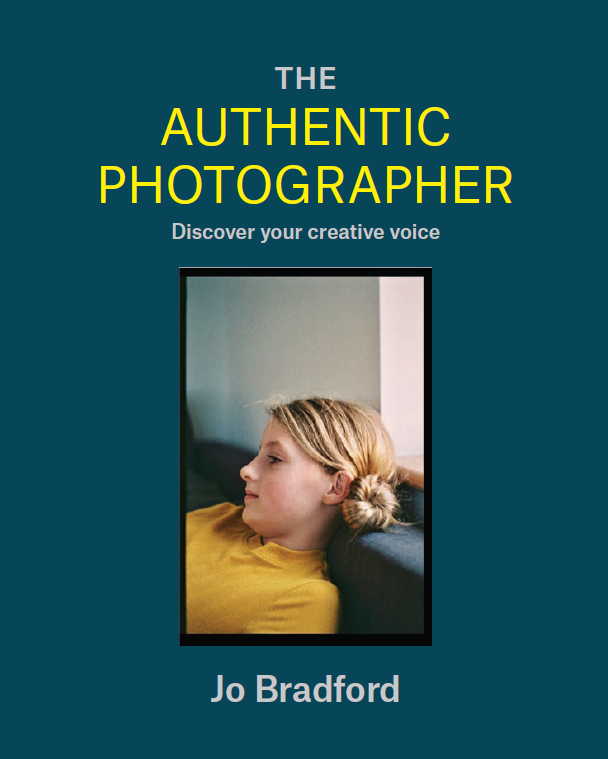 THE
AUTHENTIC
PHOTOGRAPHER
Discover your creative voice
Jo Bradford